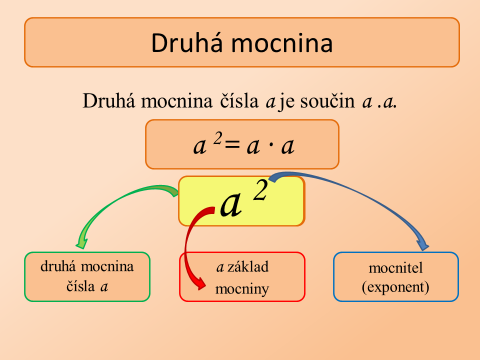 Druhá mocnina
Druhá mocnina čísla a je součin a .a.
a ²= a · a
a ²
druhá mocnina
čísla a
a základ
mocniny
mocnitel
(exponent)